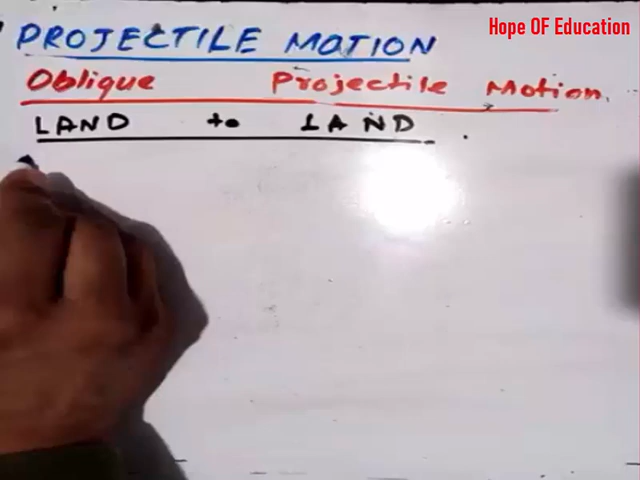 Hope OF Education
PROJECTILE MOTION
Oblique Projectile Motion
LAND to LAND .